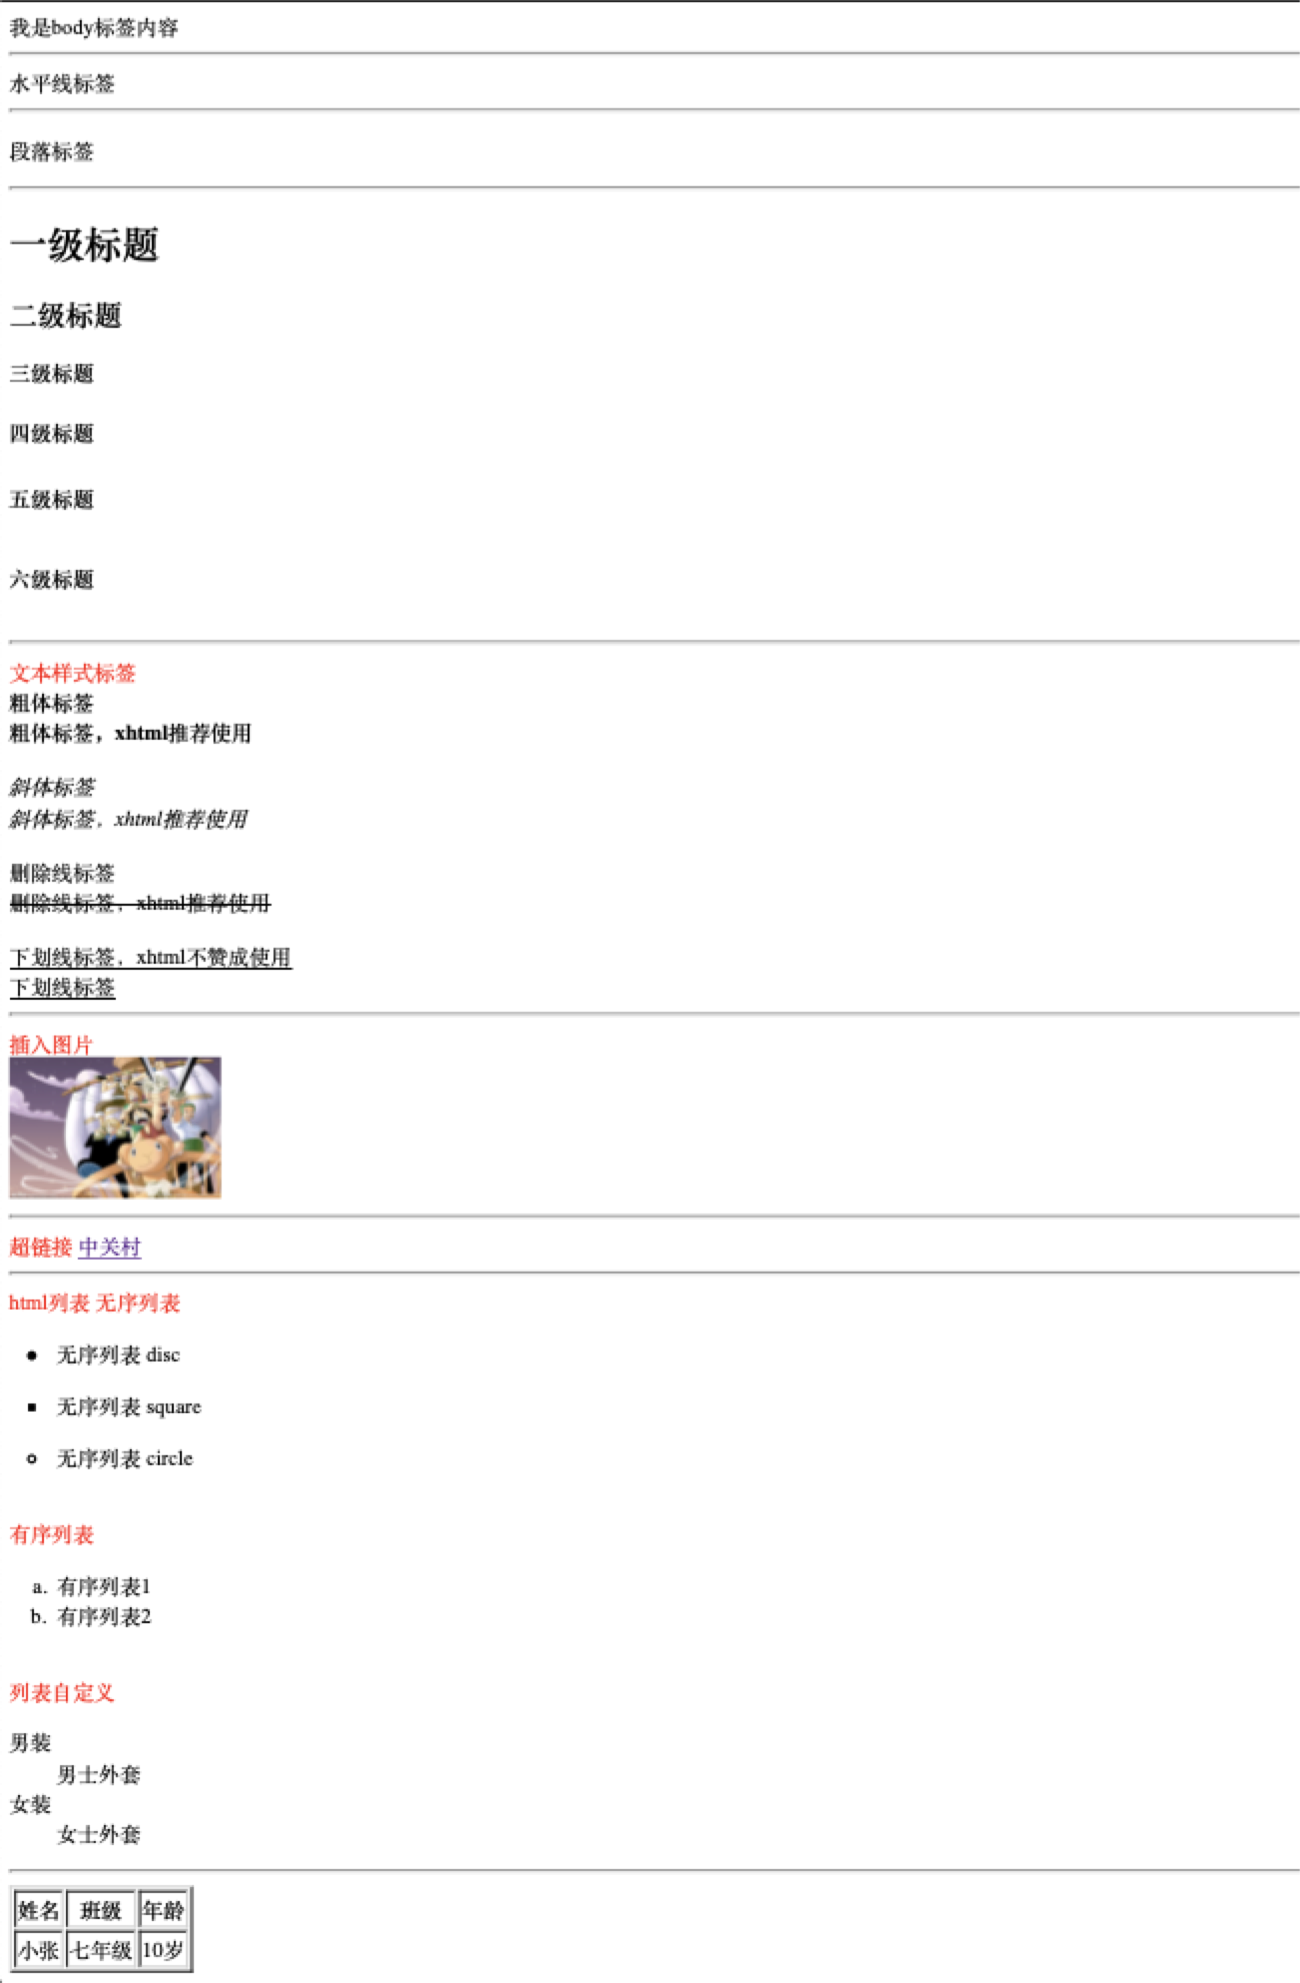 我是body标签内容
水平线标签
段落标签
一级标题
二级标题
三级标题
四级标题
五级标题
六级标题
文本样式标签
粗体标签
粗体标签，xhtml推荐使用
斜体标签
斜体标签，xhtml推荐使用
删除线标签
删除线标签，xhtml推荐使用
下划线标签，xhtml不赞成使用
下划线标签
插入图片
超链接 中关村
html列表 无序列表
无序列表 disc
无序列表 square
无序列表 circle
有序列表
a. 有序列表1
b. 有序列表2
列表自定义
男装
男士外套
女装
女士外套
姓名 班级 年龄
小张 七年级 10岁